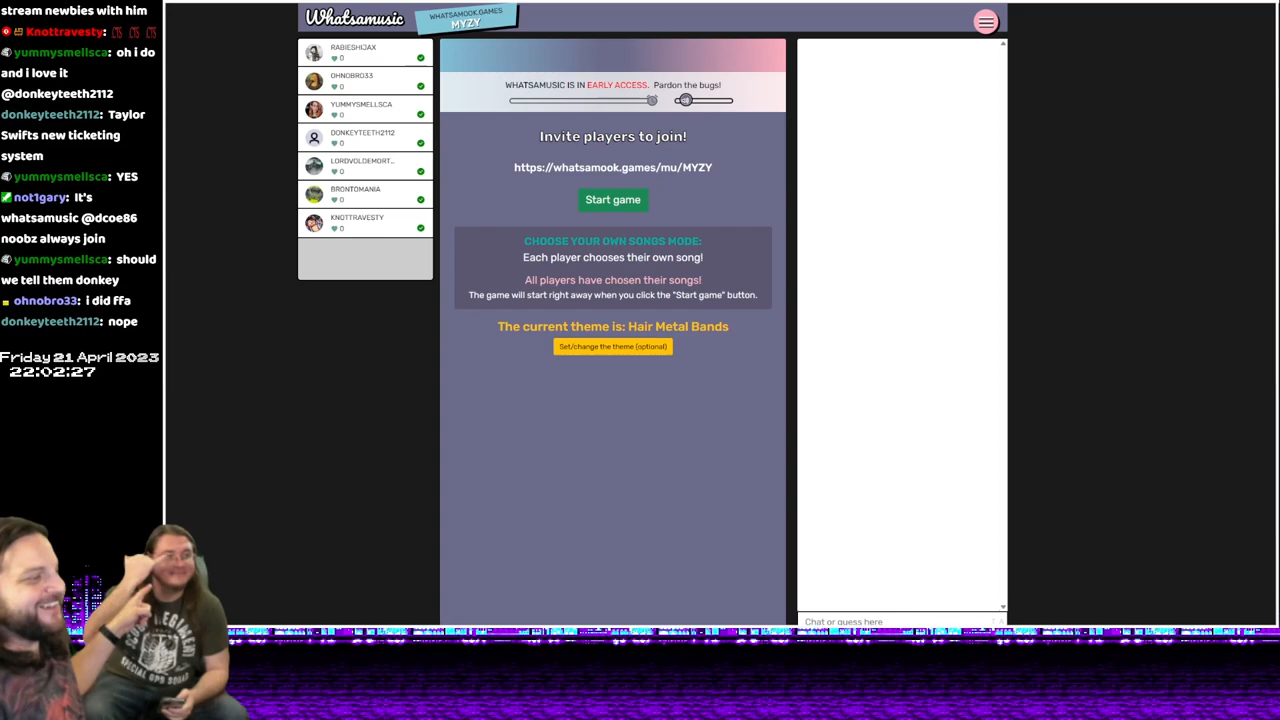 stream newbies with him
Knottravesty:
yummysmellsca: oh i do
and i love it
@donkeyteeth2112
donkeyteeth2112: Taylor
Swifts new ticketing
system
yummysmellsca: YES
not1gary: It's
whatsamusic @dcoe86
noobz always join
yummysmellsca: should
we tell them donkey
ohnobro33: i did ffa
donkeyteeth2112: nope
Friday 21 April 2023
22:02:27
Whatsamusic
WHATSAMOOK.GAMES
MYZY
RABIESHIJAX
0
OHNOBRO33
0
YUMMYSMELLSCA
0
DONKEYTEETH2112
0
LORDVOLDEMORT...
0
BRONTOMANIA
0
KNOTTRAVESTY
0
WHATSAMUSIC IS IN EARLY ACCESS. Pardon the bugs!
Invite players to join!
https://whatsamook.games/mu/MYZY
Start game
CHOOSE YOUR OWN SONGS MODE:
Each player chooses their own song!
All players have chosen their songs!
The game will start right away when you click the "Start game" button.
The current theme is: Hair Metal Bands
Set/change the theme (optional)
Chat or guess here